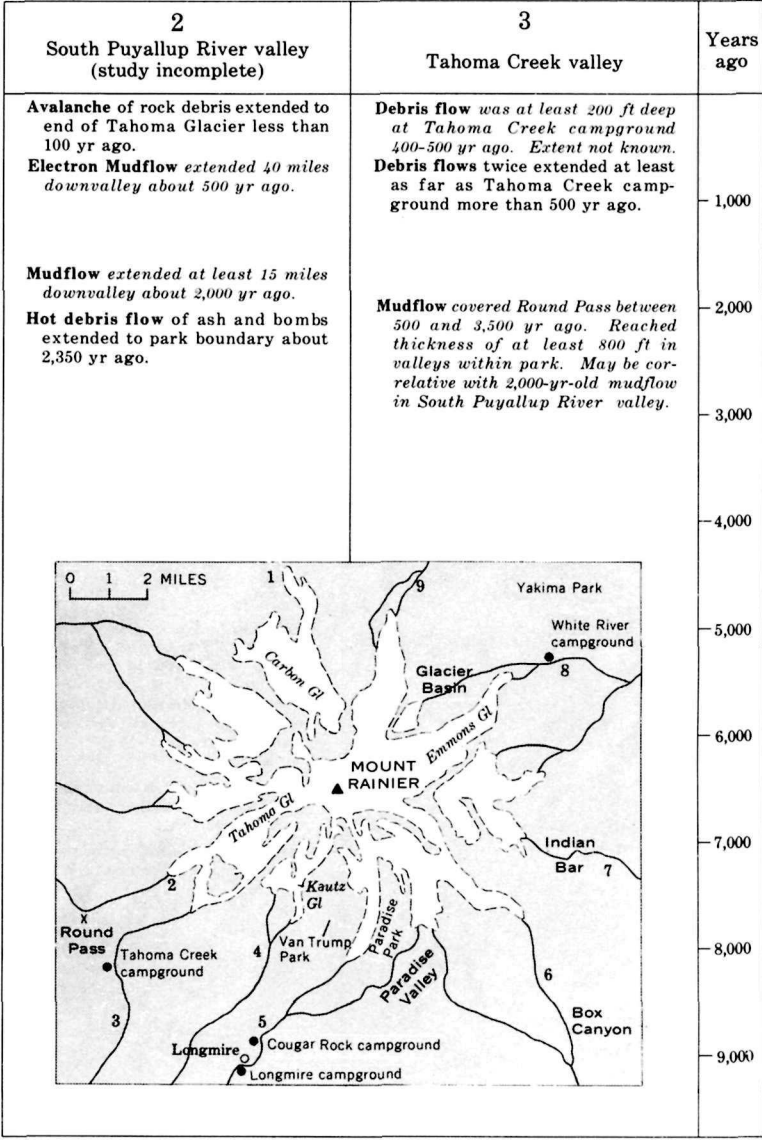 2
South Puyallup River valley
(study incomplete)
Avalanche of rock debris extended to
end of Tahoma Glacier less than
100 yr ago.
Electron Mudflow extended 40 miles
downvalley about 500 yr ago.
Mudflow extended at least 15 miles
downvalley about 2,000 yr ago.
Hot debris flow of ash and bombs
extended to park boundary about
2,350 yr ago.
3
Tahoma Creek valley
Debris flow was at least 200 ft deep
at Tahoma Creek campground
400-500 yr ago. Extent not known.
Debris flows twice extended at least
as far as Tahoma Creek camp-
ground more than 500 yr ago.
Mudflow covered Round Pass between
500 and 3,500 yr ago. Reached
thickness of at least 800 ft in
valleys within park. May be cor-
relative with 2,000-yr-old mudflow
in South Puyallup River valley.
Years
ago
1,000
2,000
3,000
4,000
5,000
6,000
7,000
8,000
9,000
0 1 2 MILES
1
9
Yakima Park
White River
campground
8
Carbon Gl
Glacier
Basin
Emmons Gl
MOUNT
RAINIER
Tahoma Gl
Indian
Bar
7
2
Kautz
Gl
X
Round
Pass
Tahoma Creek
campground
4
Van Trump
Park
Paradise
Park
Paradise
Valley
6
Box
Canyon
3
5
Cougar Rock campground
Longmire
Longmire campground